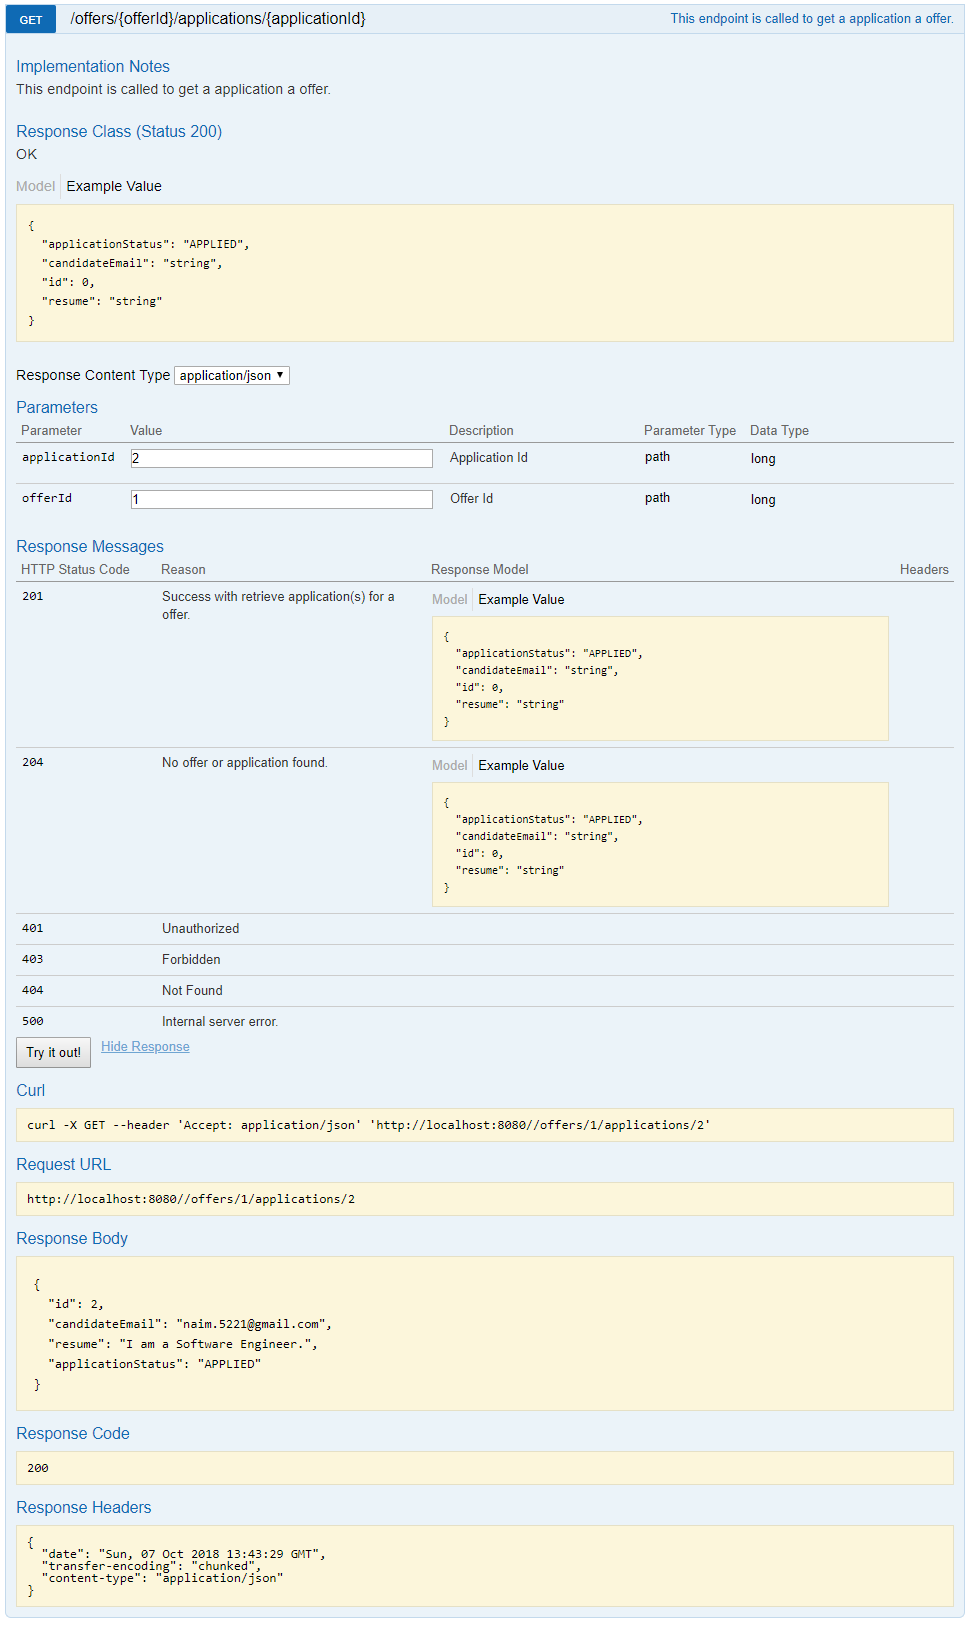 GET /offers/{offerId}/applications/{applicationId} This endpoint is called to get a application a offer.
Implementation Notes
This endpoint is called to get a application a offer.
Response Class (Status 200)
OK
Model Example Value
{
"applicationStatus": "APPLIED",
"candidateEmail": "string",
"id": 0,
"resume": "string"
}
Response Content Type application/json
Parameters
Parameter Value Description Parameter Type Data Type
applicationId 2 Application Id path long
offerId 1 Offer Id path long
Response Messages
HTTP Status Code Reason Response Model Headers
201 Success with retrieve application(s) for a
offer.
Model Example Value
{
"applicationStatus": "APPLIED",
"candidateEmail": "string",
"id": 0,
"resume": "string"
}
204 No offer or application found.
Model Example Value
{
"applicationStatus": "APPLIED",
"candidateEmail": "string",
"id": 0,
"resume": "string"
}
401 Unauthorized
403 Forbidden
404 Not Found
500 Internal server error.
Try it out! Hide Response
Curl
curl -X GET --header 'Accept: application/json' 'http://localhost:8080//offers/1/applications/2'
Request URL
http://localhost:8080//offers/1/applications/2
Response Body
{
"id": 2,
"candidateEmail": "naim.5221@gmail.com",
"resume": "I am a Software Engineer.",
"applicationStatus": "APPLIED"
}
Response Code
200
Response Headers
{
"date": "Sun, 07 Oct 2018 13:43:29 GMT",
"transfer-encoding": "chunked",
"content-type": "application/json"
}